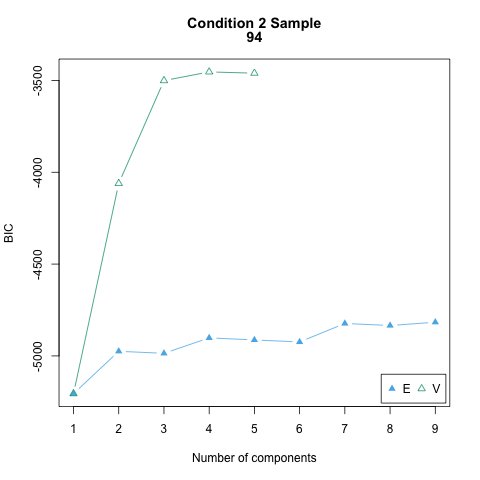 Condition 2 Sample
94
-3500
-4000
-4500
-5000
BIC
E V
1 2 3 4 5 6 7 8 9
Number of components